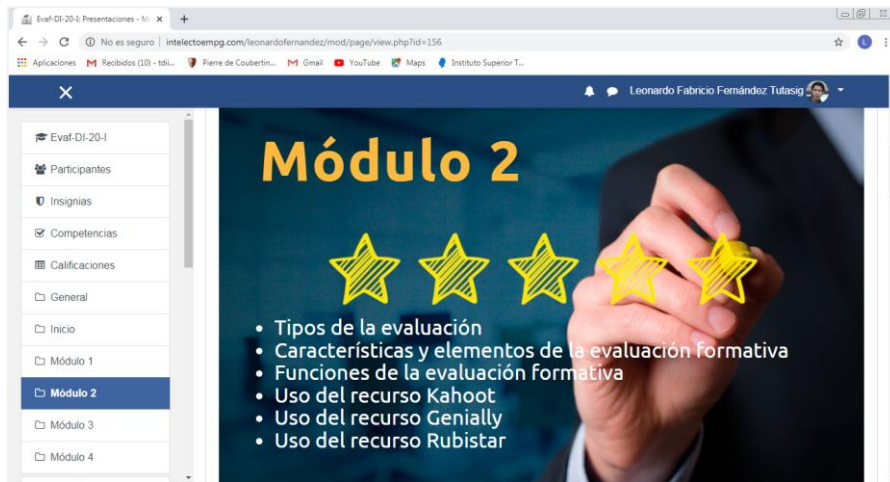 Evaf-DI-20-I: Presentaciones - M
No es seguro | intelectoempg.com/leonardofernandez/mod/page/view.php?id=156
Aplicaciones Recibidos (10) - tdii... Pierre de Coubertin... Gmail YouTube Maps Instituto Superior T...
Leonardo Fabricio Fernández Tutasig
L
Evaf-DI-20-I
Participantes
Insignias
Competencias
Calificaciones
General
Inicio
Módulo 1
Módulo 2
Módulo 3
Módulo 4
Módulo 2
• Tipos de la evaluación
• Características y elementos de la evaluación formativa
• Funciones de la evaluación formativa
• Uso del recurso Kahoot
• Uso del recurso Genially
• Uso del recurso Rubistar